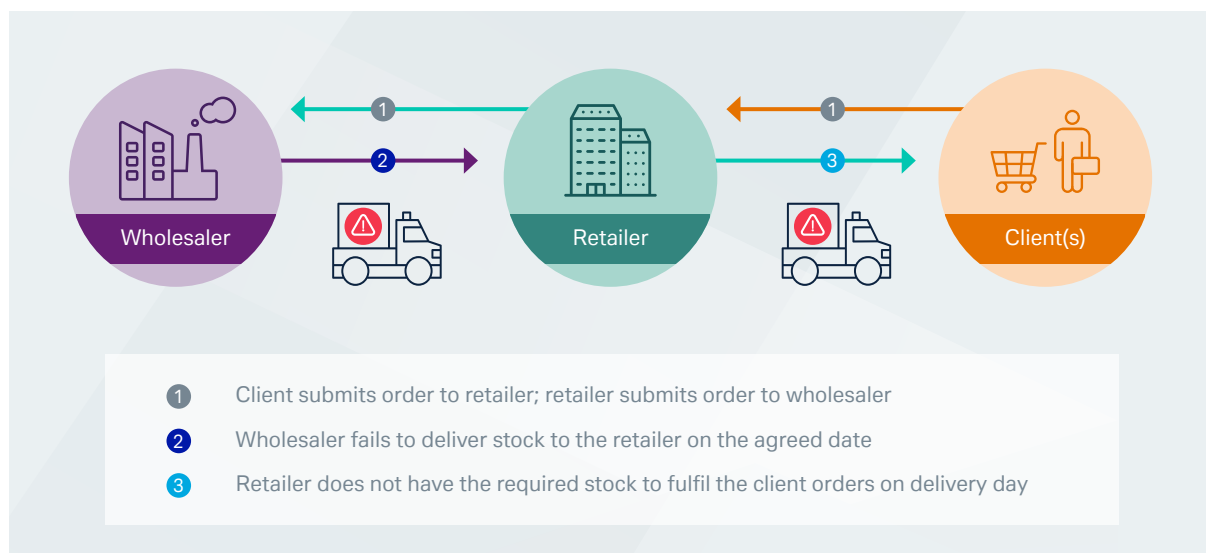 1
1
2
3
Wholesaler
Retailer
Client(s)
1 Client submits order to retailer; retailer submits order to wholesaler
2 Wholesaler fails to deliver stock to the retailer on the agreed date
3 Retailer does not have the required stock to fulfil the client orders on delivery day